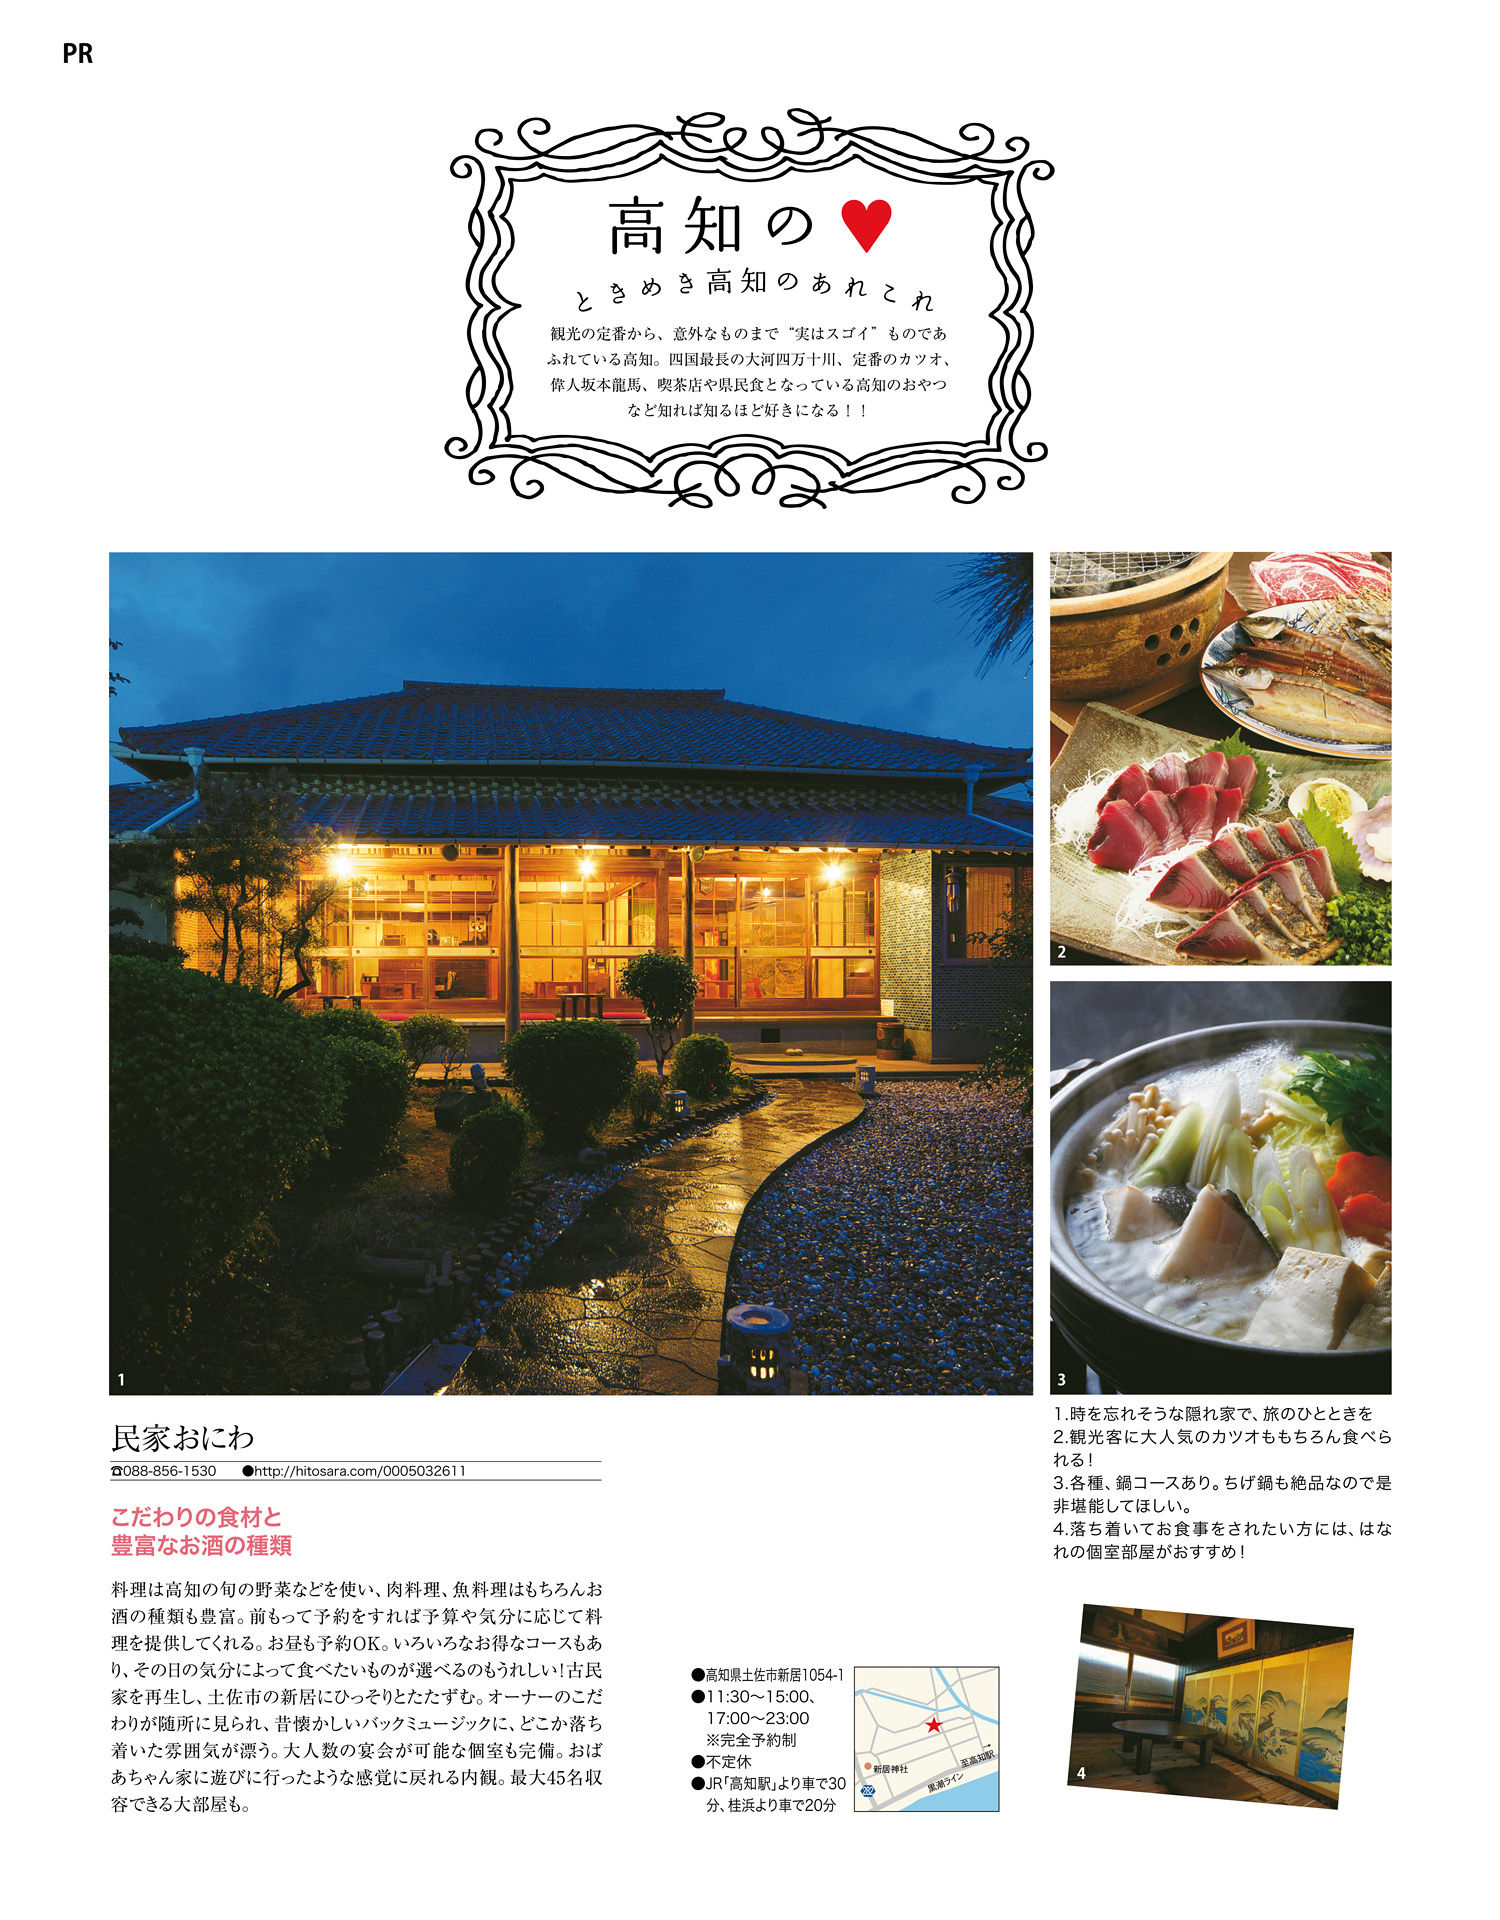 PR
高知の♥
ときめき高知のあれこれ
観光の定番から、意外なものまで“実はスゴイ”ものであ
ふれている高知。四国最長の大河四万十川、定番のカツオ、
偉人坂本龍馬、喫茶店や県民食となっている高知のおやつ
など知れば知るほど好きになる！！
1
2
3
民家おにわ
☎088-856-1530 ●http://hitosara.com/0005032611
こだわりの食材と
豊富なお酒の種類
料理は高知の旬の野菜などを使い、肉料理、魚料理はもちろんお
酒の種類も豊富。前もって予約をすれば予算や気分に応じて料
理を提供してくれる。お昼も予約OK。いろいろなお得なコースもあ
り、その日の気分によって食べたいものが選べるのもうれしい！古民
家を再生し、土佐市の新居にひっそりとたたずむ。オーナーのこだ
わりが随所に見られ、昔懐かしいバックミュージックに、どこか落ち
着いた雰囲気が漂う。大人数の宴会が可能な個室も完備。おば
あちゃん家に遊びに行ったような感覚に戻れる内観。最大45名収
容できる大部屋も。
●高知県土佐市新居1054-1
●11:30〜15:00、
17:00〜23:00
※完全予約制
●不定休
●JR「高知駅」より車で30
分、桂浜より車で20分
新居神社
至高知駅
黒潮ライン
282
1.時を忘れそうな隠れ家で、旅のひとときを
2.観光客に大人気のカツオももちろん食べら
れる！
3.各種、鍋コースあり。ちげ鍋も絶品なので是
非堪能してほしい。
4.落ち着いてお食事をされたい方には、はな
れの個室部屋がおすすめ！
4